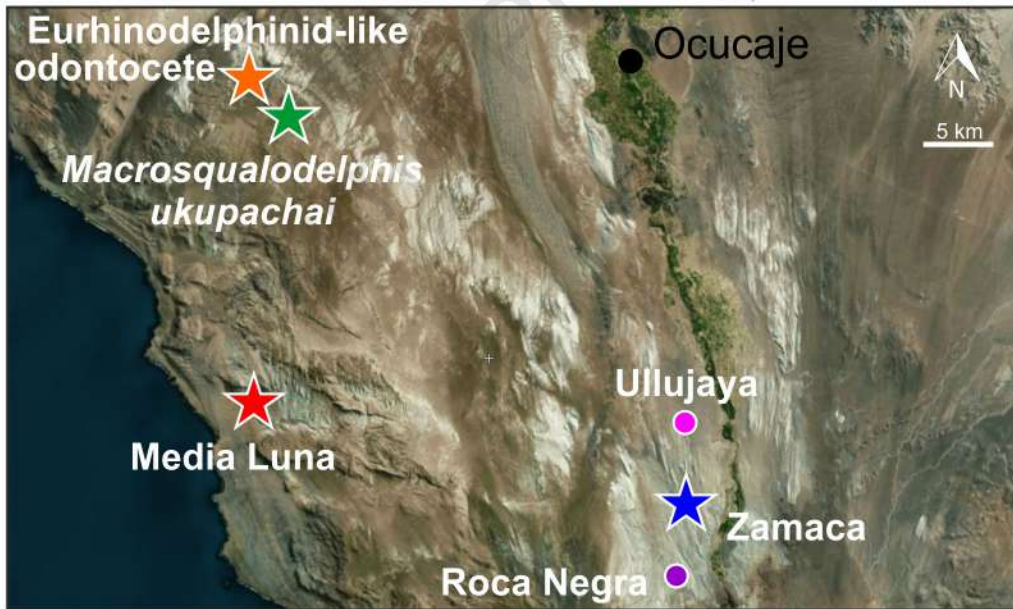 Eurhinodelphinid-like
odontocete
Ocucaje
N
5 km
Macrosqualodelphis
ukupachai
Ullujaya
Media Luna
Zamaca
Roca Negra